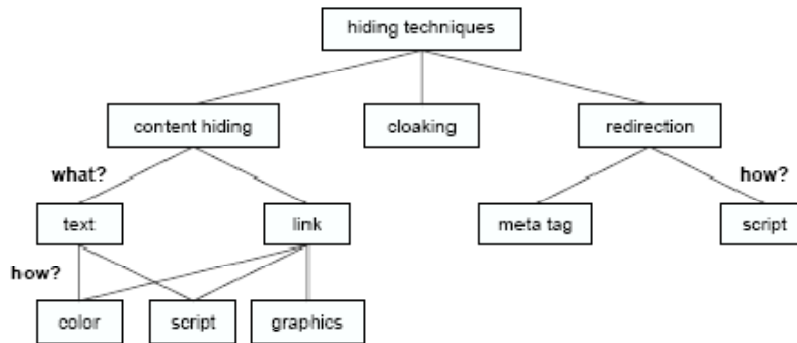 hiding techniques
content hiding
cloaking
redirection
what?
how?
text
link
meta tag
script
how?
color
script
graphics